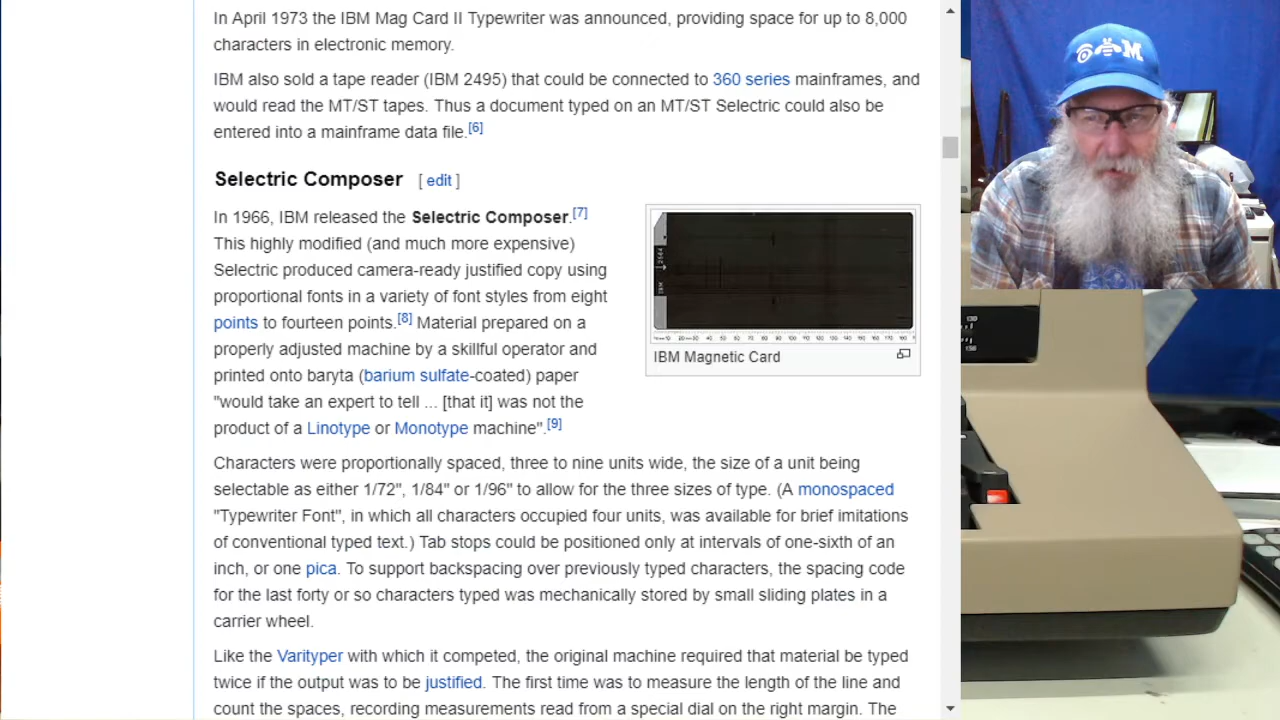 In April 1973 the IBM Mag Card II Typewriter was announced, providing space for up to 8,000
characters in electronic memory.
IBM also sold a tape reader (IBM 2495) that could be connected to 360 series mainframes, and
would read the MT/ST tapes. Thus a document typed on an MT/ST Selectric could also be
entered into a mainframe data file.[6]
Selectric Composer [ edit ]
In 1966, IBM released the Selectric Composer.[7]
This highly modified (and much more expensive)
Selectric produced camera-ready justified copy using
proportional fonts in a variety of font styles from eight
points to fourteen points.[8] Material prepared on a
properly adjusted machine by a skillful operator and
printed onto baryta (barium sulfate-coated) paper
"would take an expert to tell ... [that it] was not the
product of a Linotype or Monotype machine".[9]
IBM Magnetic Card
Characters were proportionally spaced, three to nine units wide, the size of a unit being
selectable as either 1/72", 1/84" or 1/96" to allow for the three sizes of type. (A monospaced
"Typewriter Font", in which all characters occupied four units, was available for brief imitations
of conventional typed text.) Tab stops could be positioned only at intervals of one-sixth of an
inch, or one pica. To support backspacing over previously typed characters, the spacing code
for the last forty or so characters typed was mechanically stored by small sliding plates in a
carrier wheel.
Like the Varityper with which it competed, the original machine required that material be typed
twice if the output was to be justified. The first time was to measure the length of the line and
count the spaces, recording measurements read from a special dial on the right margin. The
M